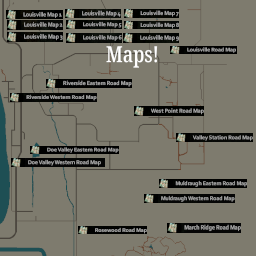 Louisville Map 1
Louisville Map 4
Louisville Map 7
Louisville Map 2
Louisville Map 5
Louisville Map 8
Louisville Map 3
Louisville Map 6
Louisville Map 9
Louisville Road Map
Maps!
Riverside Eastern Road Map
Riverside Western Road Map
West Point Road Map
Valley Station Road Map
Doe Valley Eastern Road Map
Doe Valley Western Road Map
Muldraugh Eastern Road Map
Muldraugh Western Road Map
Rosewood Road Map
March Ridge Road Map